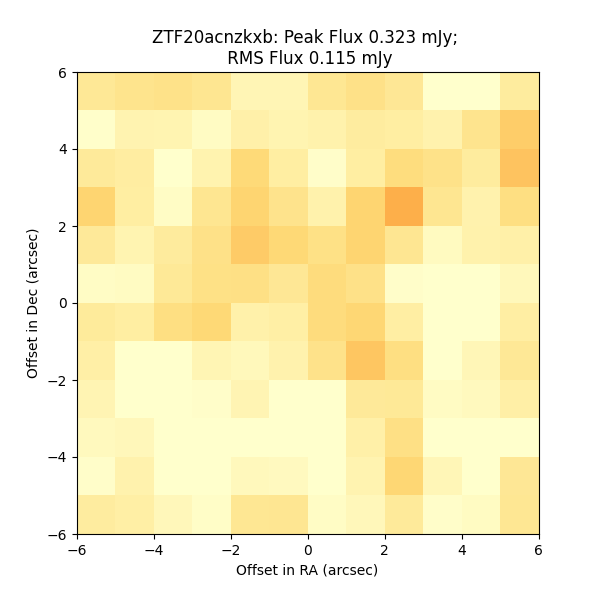 ZTF20acnzkxb: Peak Flux 0.323 mJy;
RMS Flux 0.115 mJy
6
4
2
0
−2
−4
−6
Offset in Dec (arcsec)
−6 −4 −2 0 2 4 6
Offset in RA (arcsec)